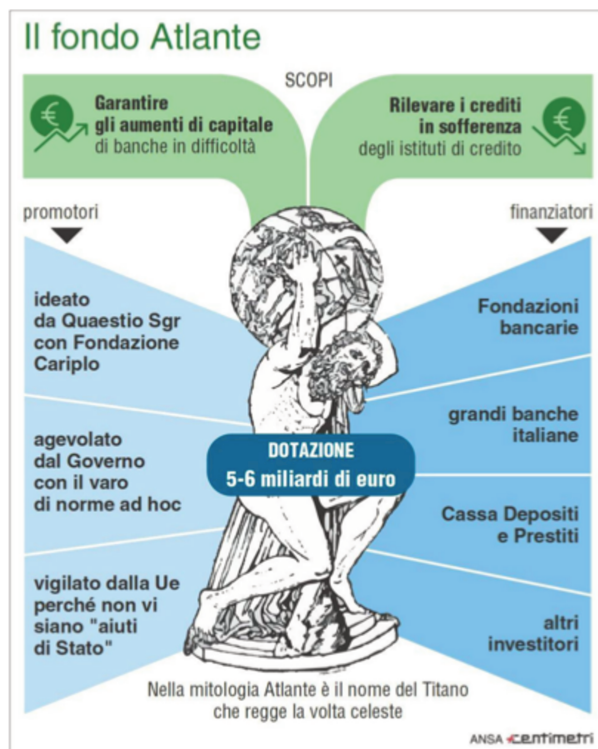 Il fondo Atlante
SCOPI
Garantire
gli aumenti di capitale
di banche in difficoltà
Rilevare i crediti
in sofferenza
degli istituti di credito
promotori
finanziatori
ideato
da Quaestio Sgr
con Fondazione
Cariplo
agevolato
dal Governo
con il varo
di norme ad hoc
vigilato dalla Ue
perché non vi
siano "aiuti
di Stato"
Fondazioni
bancarie
grandi banche
italiane
Cassa Depositi
e Prestiti
altri
investitori
DOTAZIONE
5-6 miliardi di euro
Nella mitologia Atlante è il nome del Titano
che regge la volta celeste
ANSA centimetri